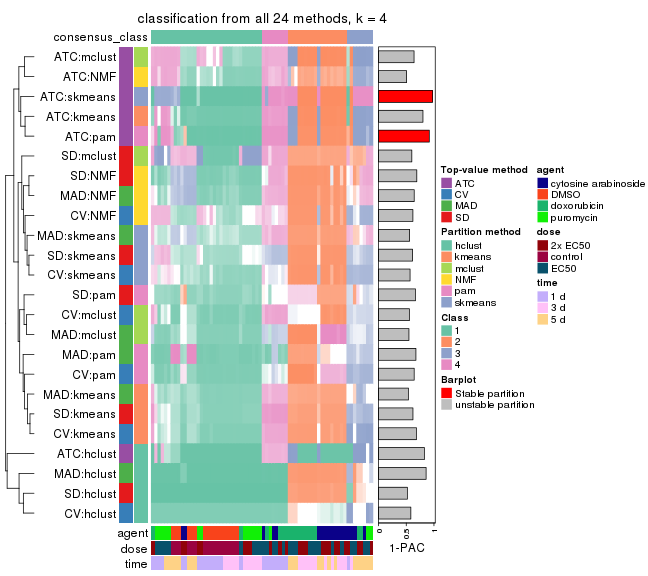 classification from all 24 methods, k = 4
consensus_class
ATC:mclust
ATC:NMF
ATC:skmeans
ATC:kmeans
ATC:pam
SD:mclust
SD:NMF
MAD:NMF
CV:NMF
MAD:skmeans
SD:skmeans
CV:skmeans
SD:pam
CV:mclust
MAD:mclust
MAD:pam
CV:pam
MAD:kmeans
SD:kmeans
CV:kmeans
ATC:hclust
MAD:hclust
SD:hclust
CV:hclust
agent
dose
time
0
0.5
1
1-PAC
Top-value method
ATC
CV
MAD
SD
Partition method
hclust
kmeans
mclust
NMF
pam
skmeans
Class
1
2
3
4
Barplot
Stable partition
unstable partition
agent
cytosine arabinoside
DMSO
doxorubicin
puromycin
dose
2x EC50
control
EC50
time
1 d
3 d
5 d